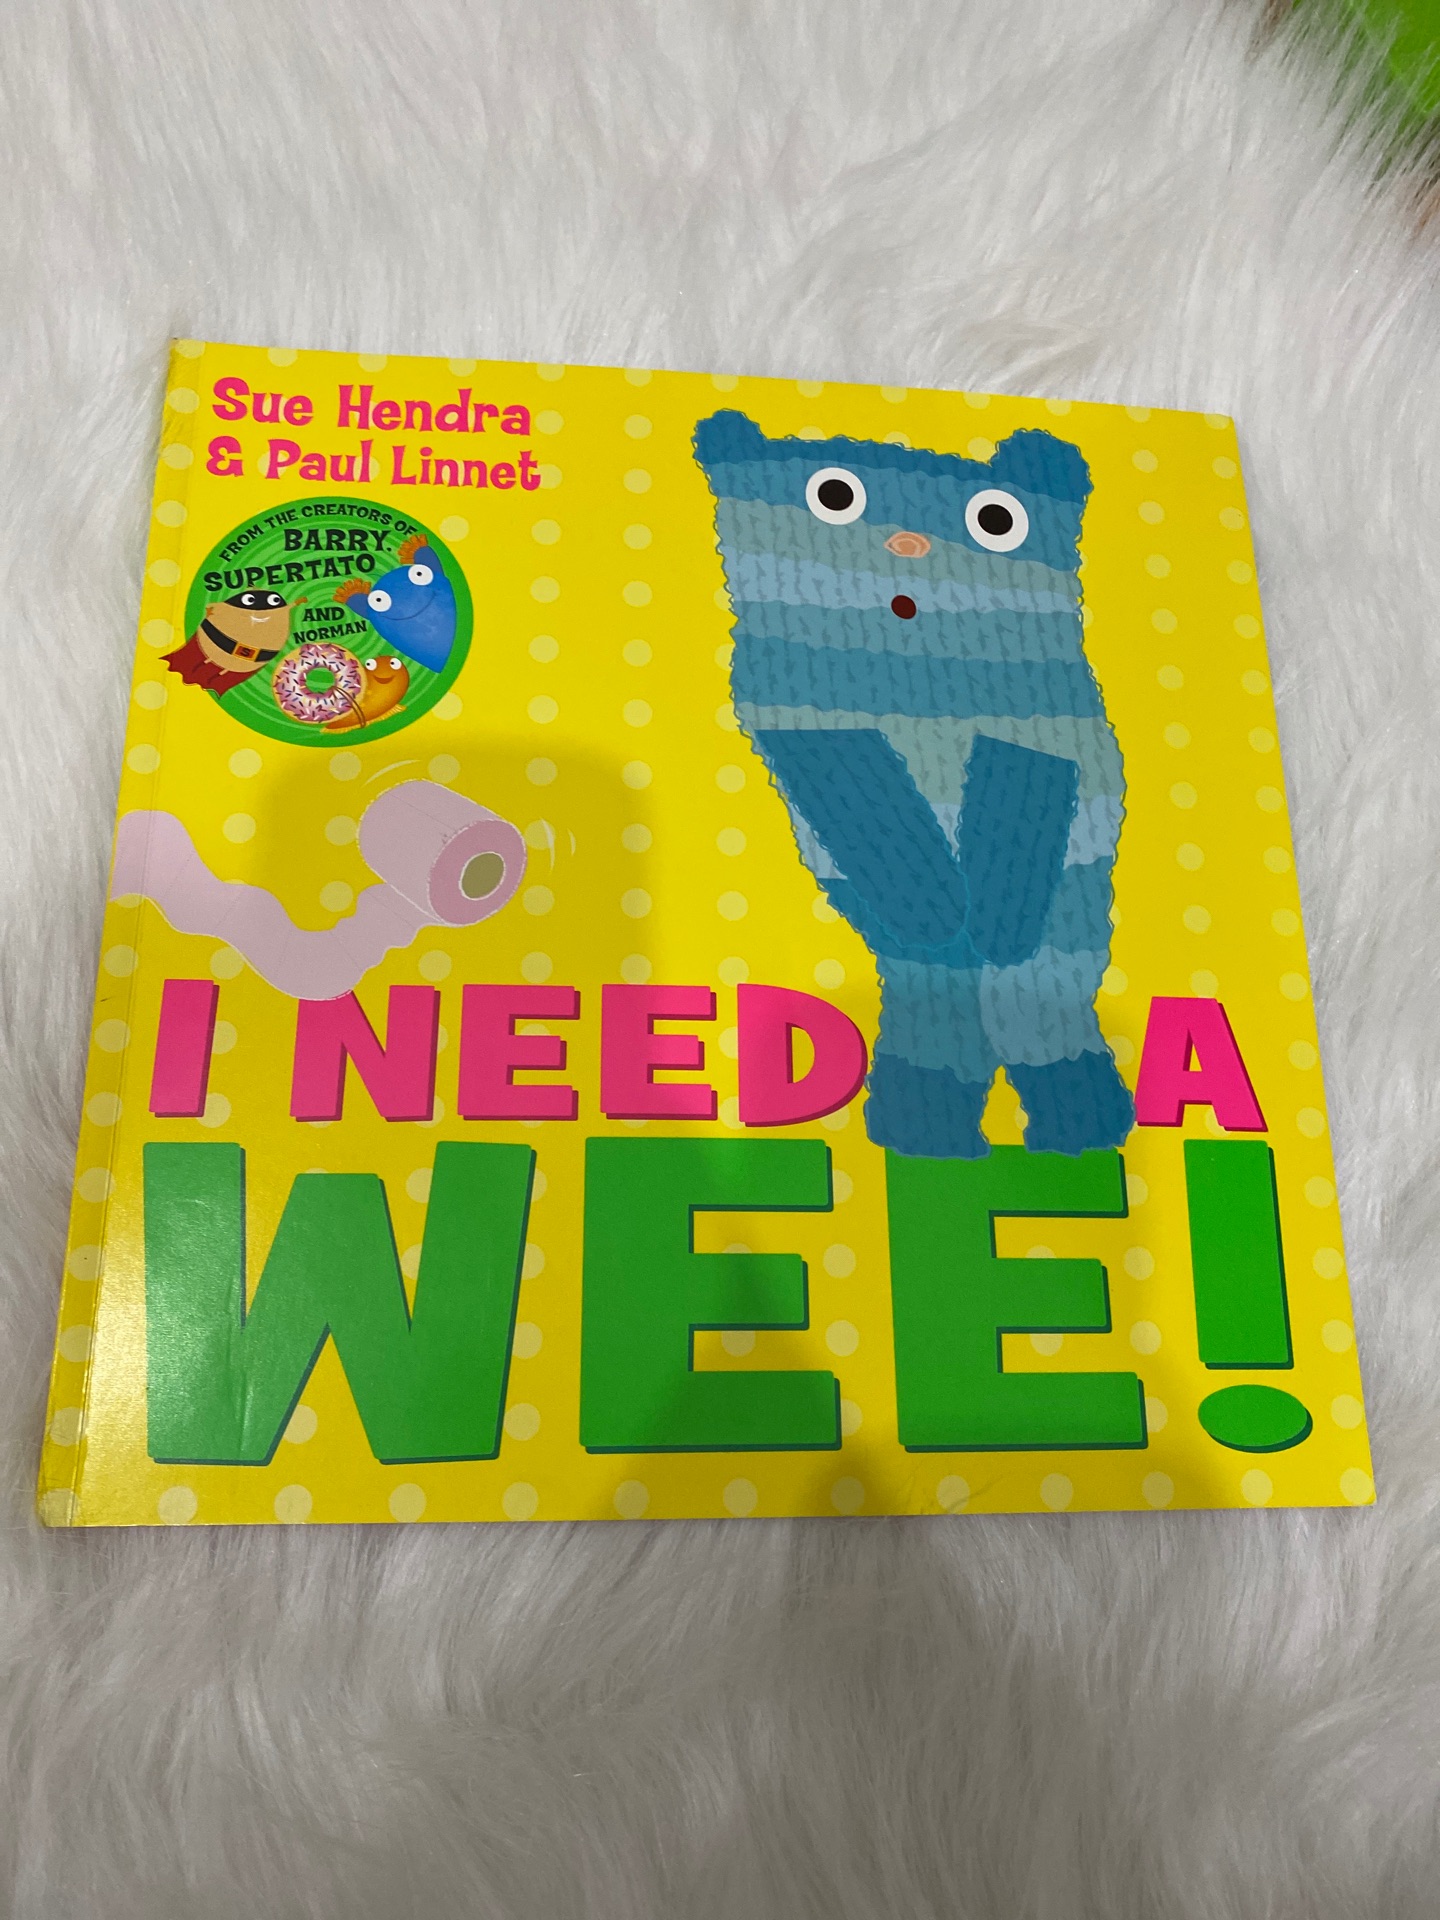 Sue Hendra
& Paul Linnet
FROM THE CREATORS OF
BARRY,
SUPERTATO
AND
NORMAN
S
I NEED A
WEE!